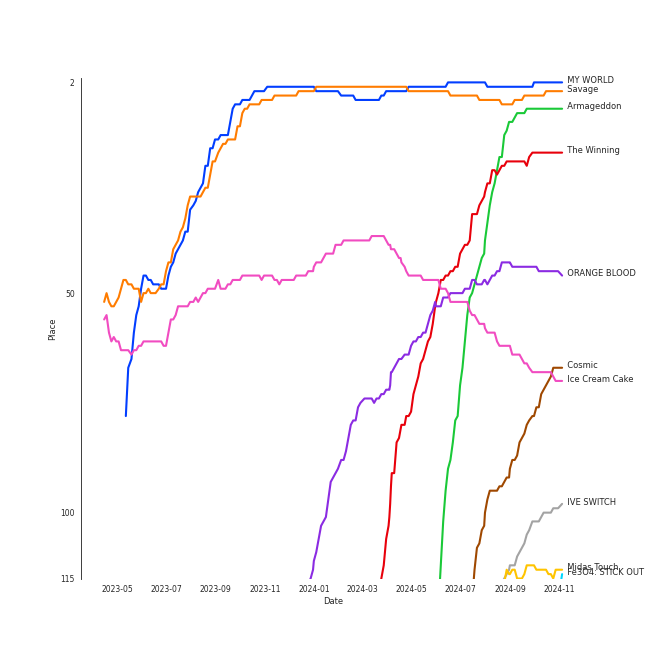 2
MY WORLD
Savage
Armageddon
The Winning
ORANGE BLOOD
50
Place
Cosmic
Ice Cream Cake
IVE SWITCH
100
Midas Touch
Fe3O4: STICK OUT
115
2023-05 2023-07 2023-09 2023-11 2024-01 2024-03 2024-05 2024-07 2024-09 2024-11
Date